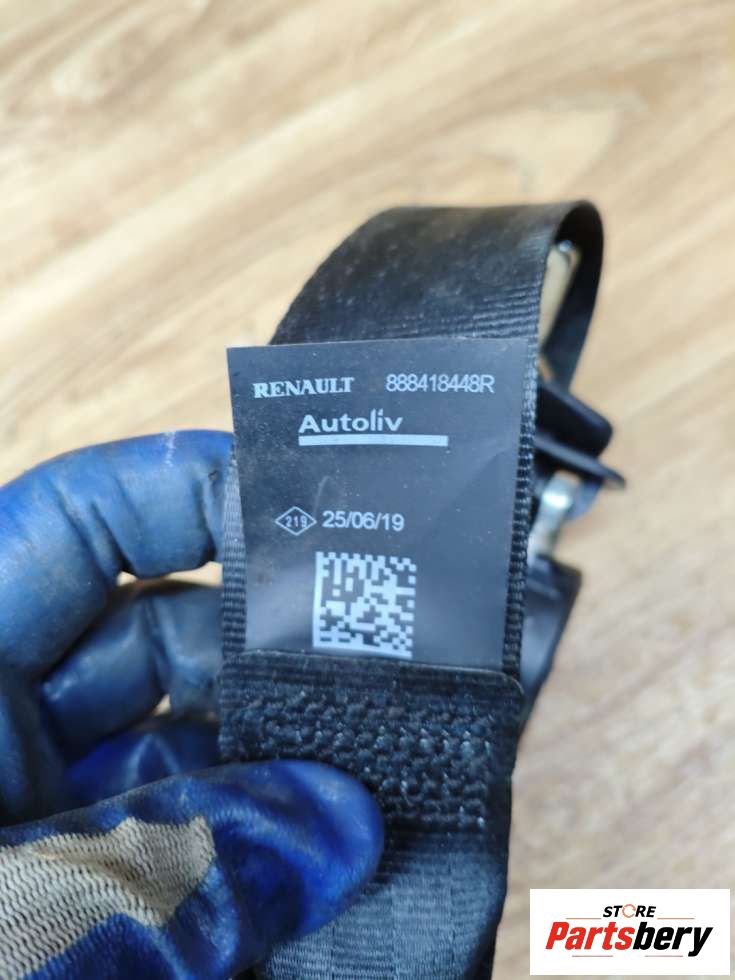 RENAULT 888418448R
Autoliv
219 25/06/19
STORE
Partsbery